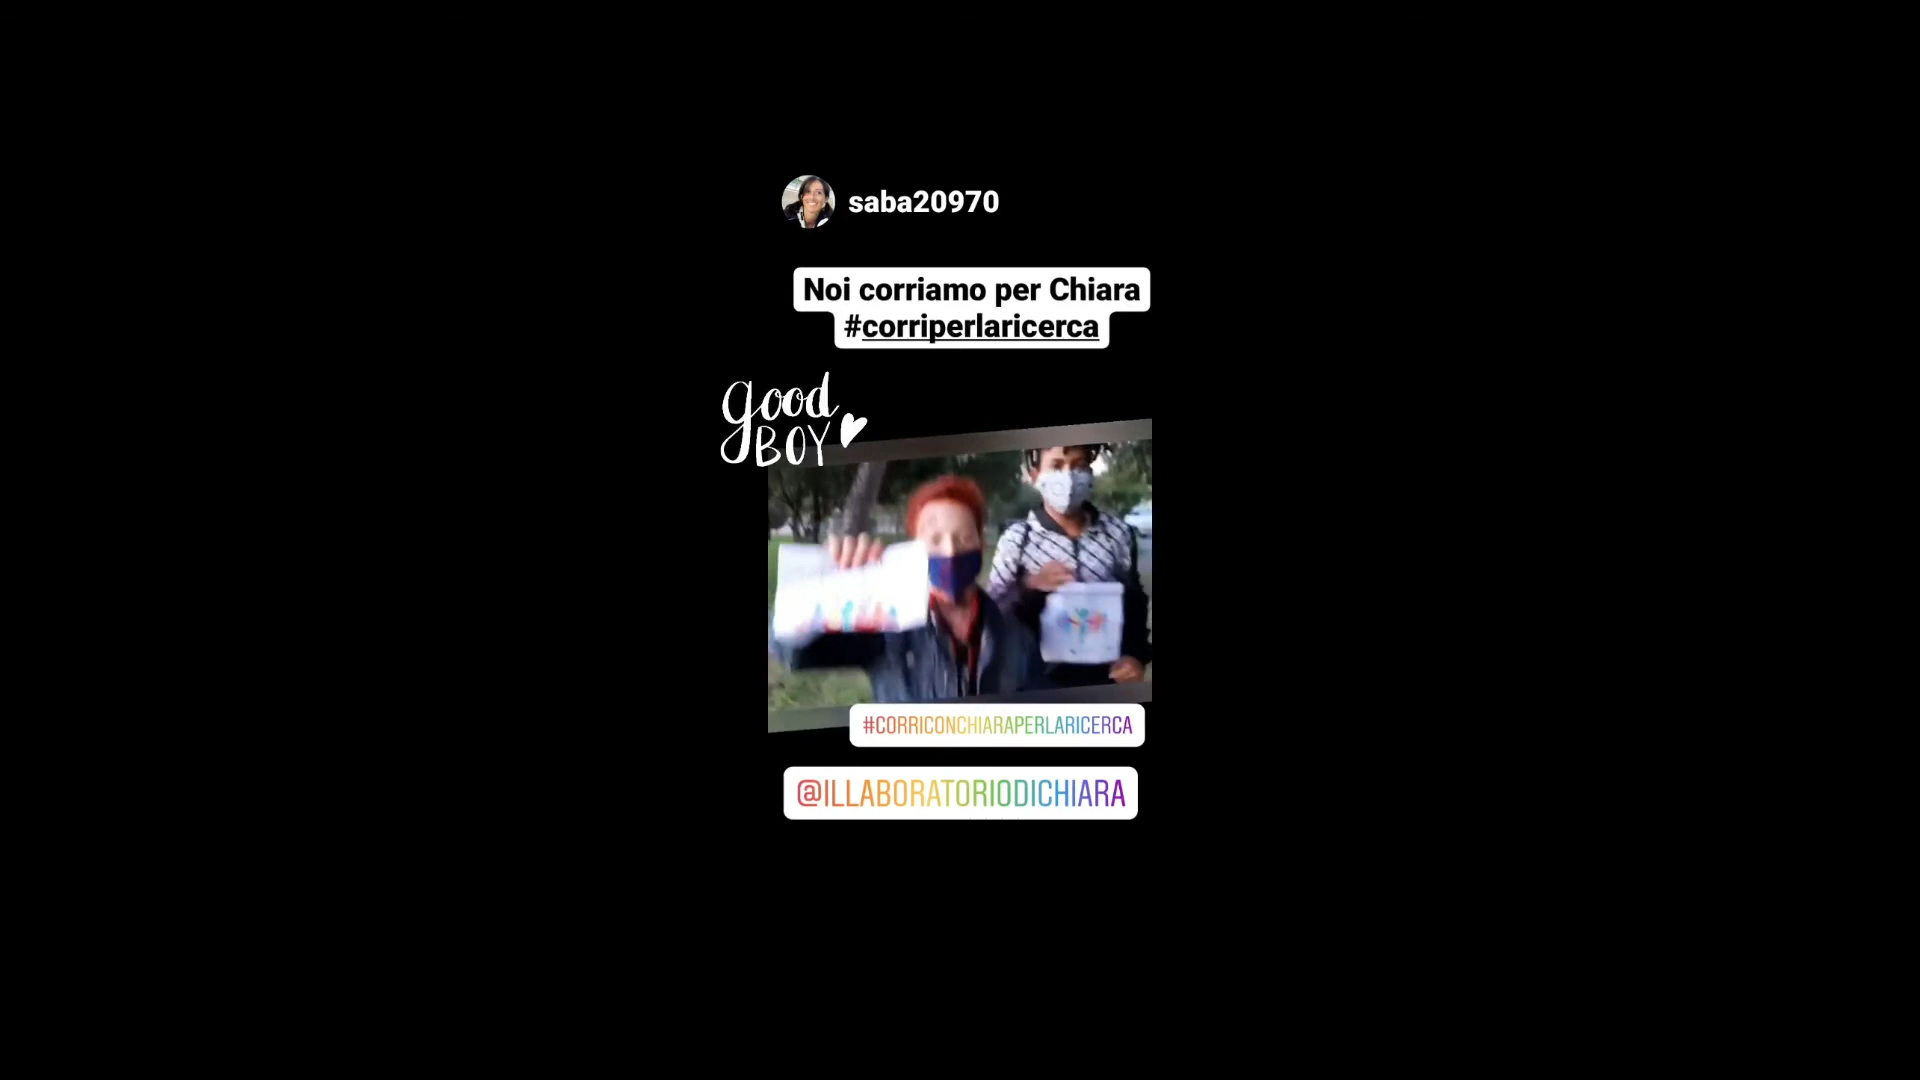 saba20970
Noi corriamo per Chiara
#corriperlaricerca
good
BOY
#CORRICONCHIARAPERLARICERCA
@ILLABORATORIODICHIARA